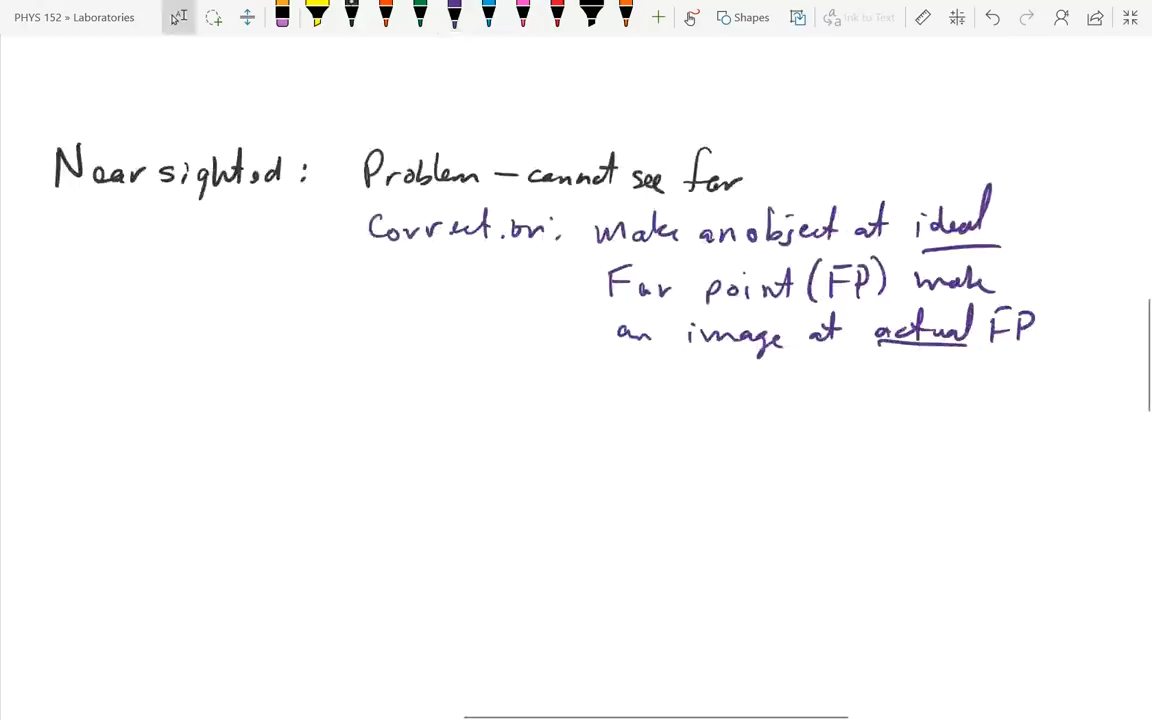 PHYS 152 » Laboratories
Shapes
Ink to Text
Nearsighted: Problem - cannot see far
Correction: make an object at ideal
Far point (FP) make
an image at actual FP